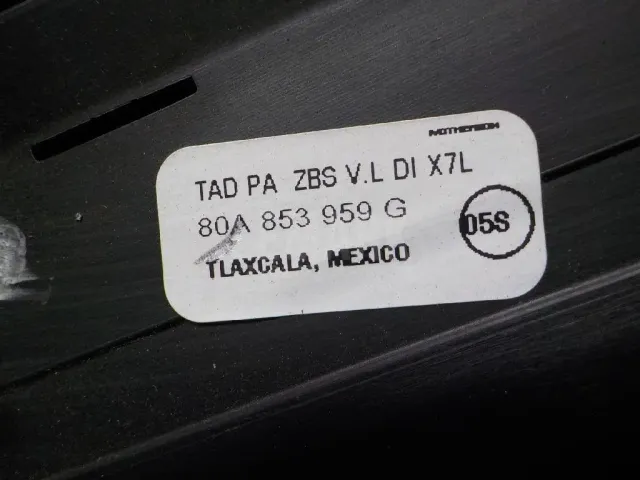 MOTHERSON
TAD PA ZBS V.L DI X7L
80A 853 959 G
05S
TLAXCALA, MEXICO